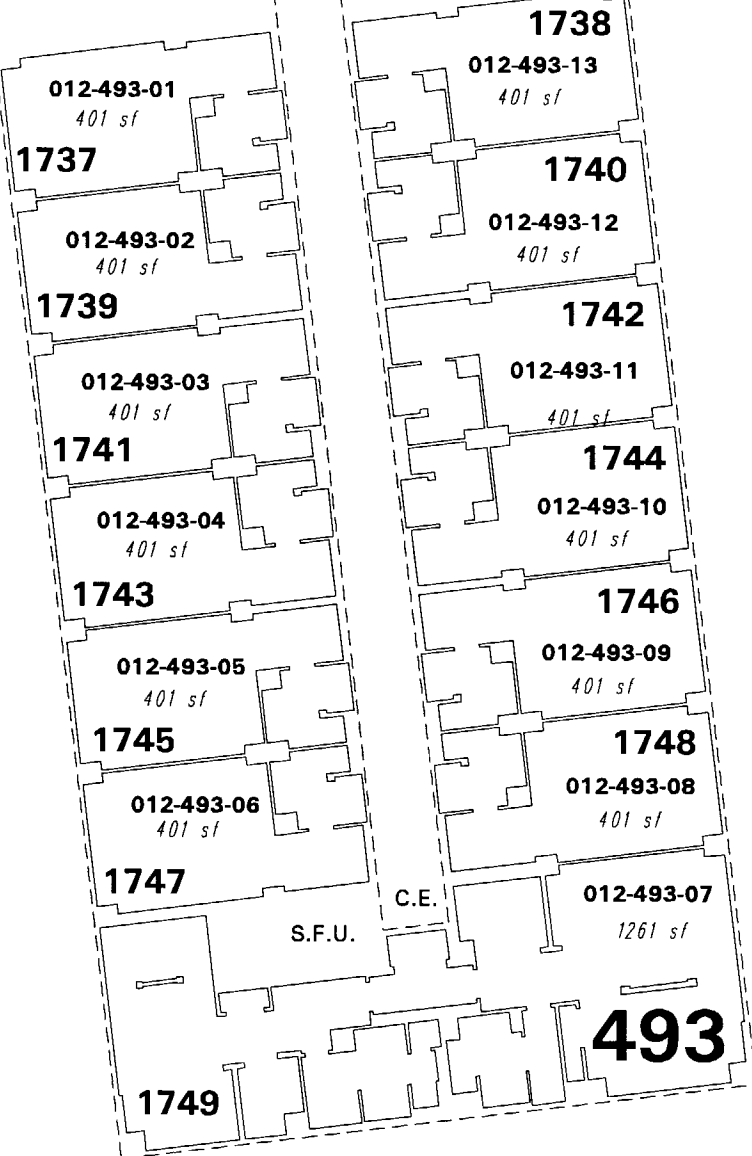 1738
012-493-13
401 sf
012-493-01
401 sf
1737
1740
012-493-12
401 sf
012-493-02
401 sf
1739
1742
012-493-11
401 sf
012-493-03
401 sf
1741
1744
012-493-10
401 sf
012-493-04
401 sf
1743
1746
012-493-09
401 sf
012-493-05
401 sf
1745
1748
012-493-08
401 sf
012-493-06
401 sf
1747
C.E.
012-493-07
1261 sf
S.F.U.
493
1749